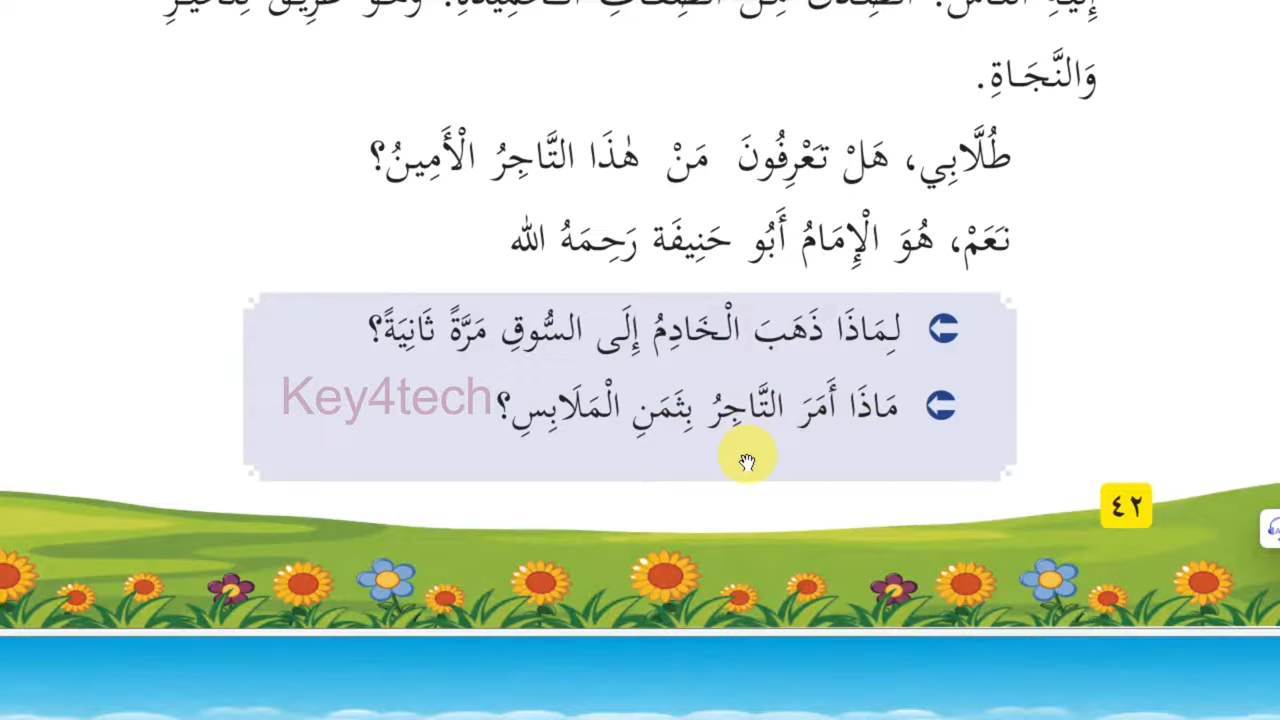 وَالنَّجَاةِ.
طُلَّابِي، هَلْ تَعْرِفُونَ مَنْ هٰذَا التَّاجِرُ الْأَمِينُ؟
نَعَمْ، هُوَ الْإِمَامُ أَبُو حَنِيفَة رَحِمَهُ الله
لِمَاذَا ذَهَبَ الْخَادِمُ إِلَى السُّوقِ مَرَّةً ثَانِيَةً؟
مَاذَا أَمَرَ التَّاجِرُ بِثَمَنِ الْمَلَابِسِ؟
Key4tech
٤٢